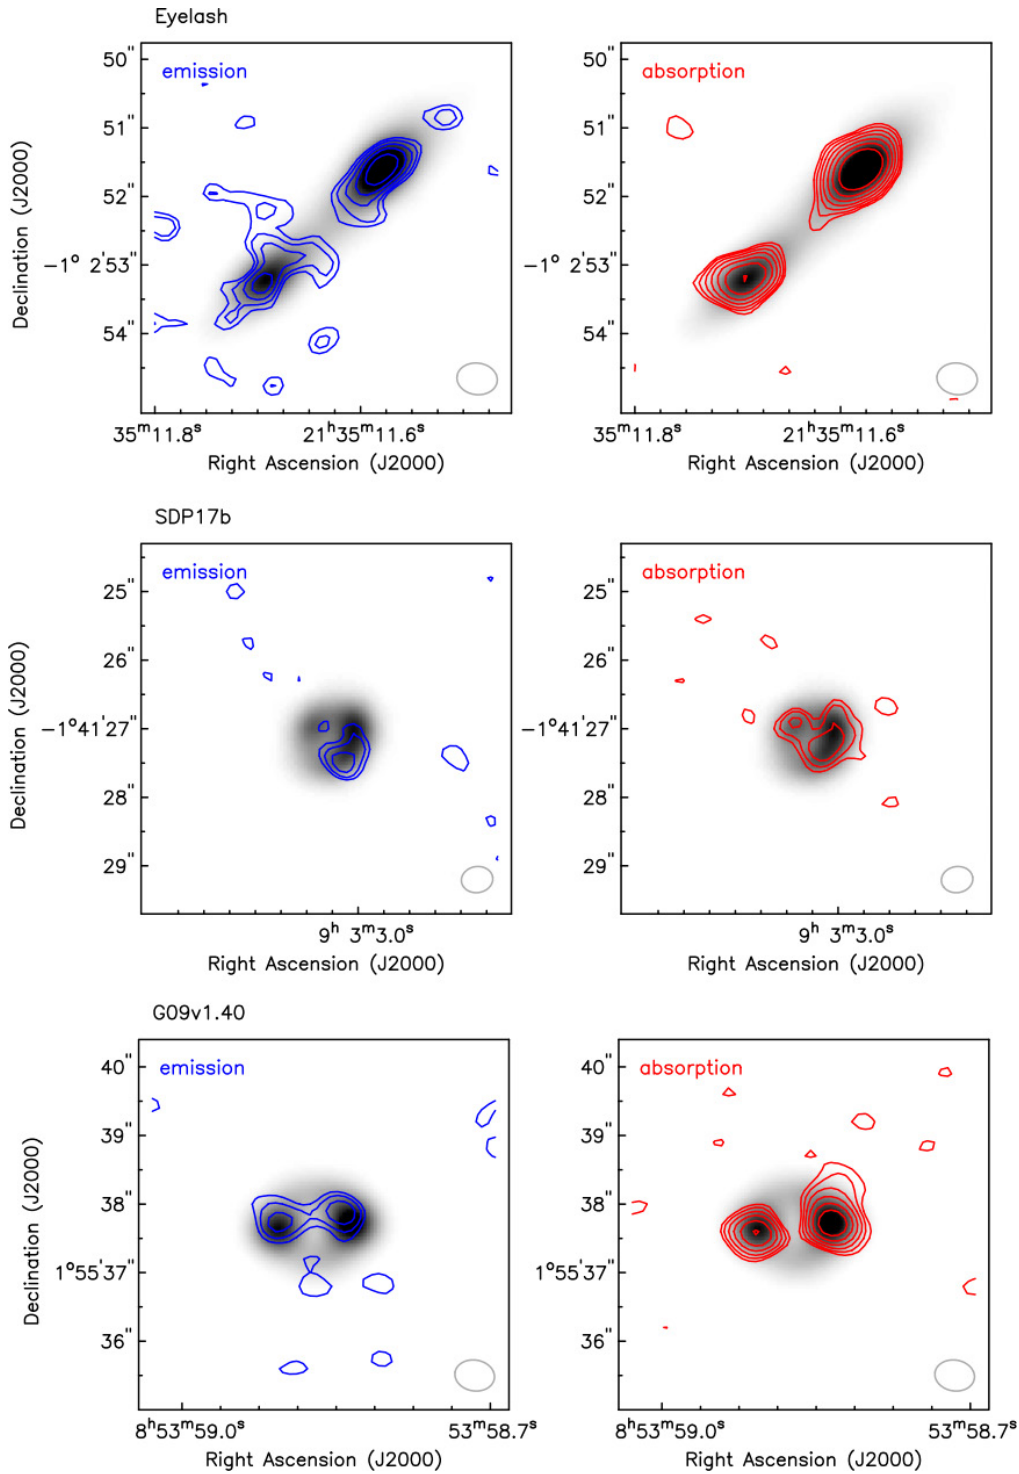 Eyelash
emission
absorption
50"
51"
52"
−1° 2'53"
54"
50"
51"
52"
−1° 2'53"
54"
Declination (J2000)
35ᵐ11.8ˢ 21ʰ35ᵐ11.6ˢ
35ᵐ11.8ˢ 21ʰ35ᵐ11.6ˢ
Right Ascension (J2000)
Right Ascension (J2000)
SDP17b
emission
absorption
25"
26"
−1°41'27"
28"
29"
25"
26"
−1°41'27"
28"
29"
Declination (J2000)
9ʰ 3ᵐ3.0ˢ
9ʰ 3ᵐ3.0ˢ
Right Ascension (J2000)
Right Ascension (J2000)
G09v1.40
emission
absorption
40"
39"
38"
1°55'37"
36"
40"
39"
38"
1°55'37"
36"
Declination (J2000)
8ʰ53ᵐ59.0ˢ 53ᵐ58.7ˢ
8ʰ53ᵐ59.0ˢ 53ᵐ58.7ˢ
Right Ascension (J2000)
Right Ascension (J2000)